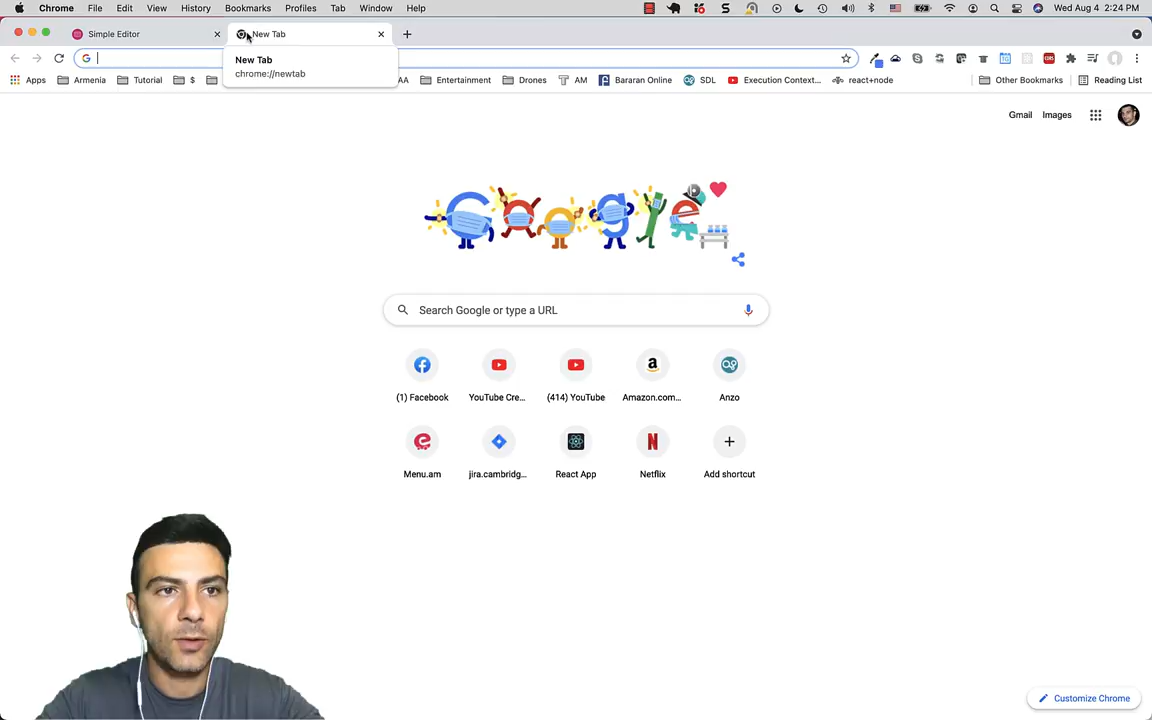 Chrome File Edit View History Bookmarks Profiles Tab Window Help Wed Aug 4 2:24 PM
Simple Editor New Tab
New Tab
chrome://newtab
Apps Armenia Tutorial $ AA Entertainment Drones AM Bararan Online SDL Execution Context... react+node Other Bookmarks Reading List
Gmail Images
Google
Search Google or type a URL
(1) Facebook YouTube Cre... (414) YouTube Amazon.com... Anzo
Menu.am jira.cambridg... React App Netflix Add shortcut
Customize Chrome